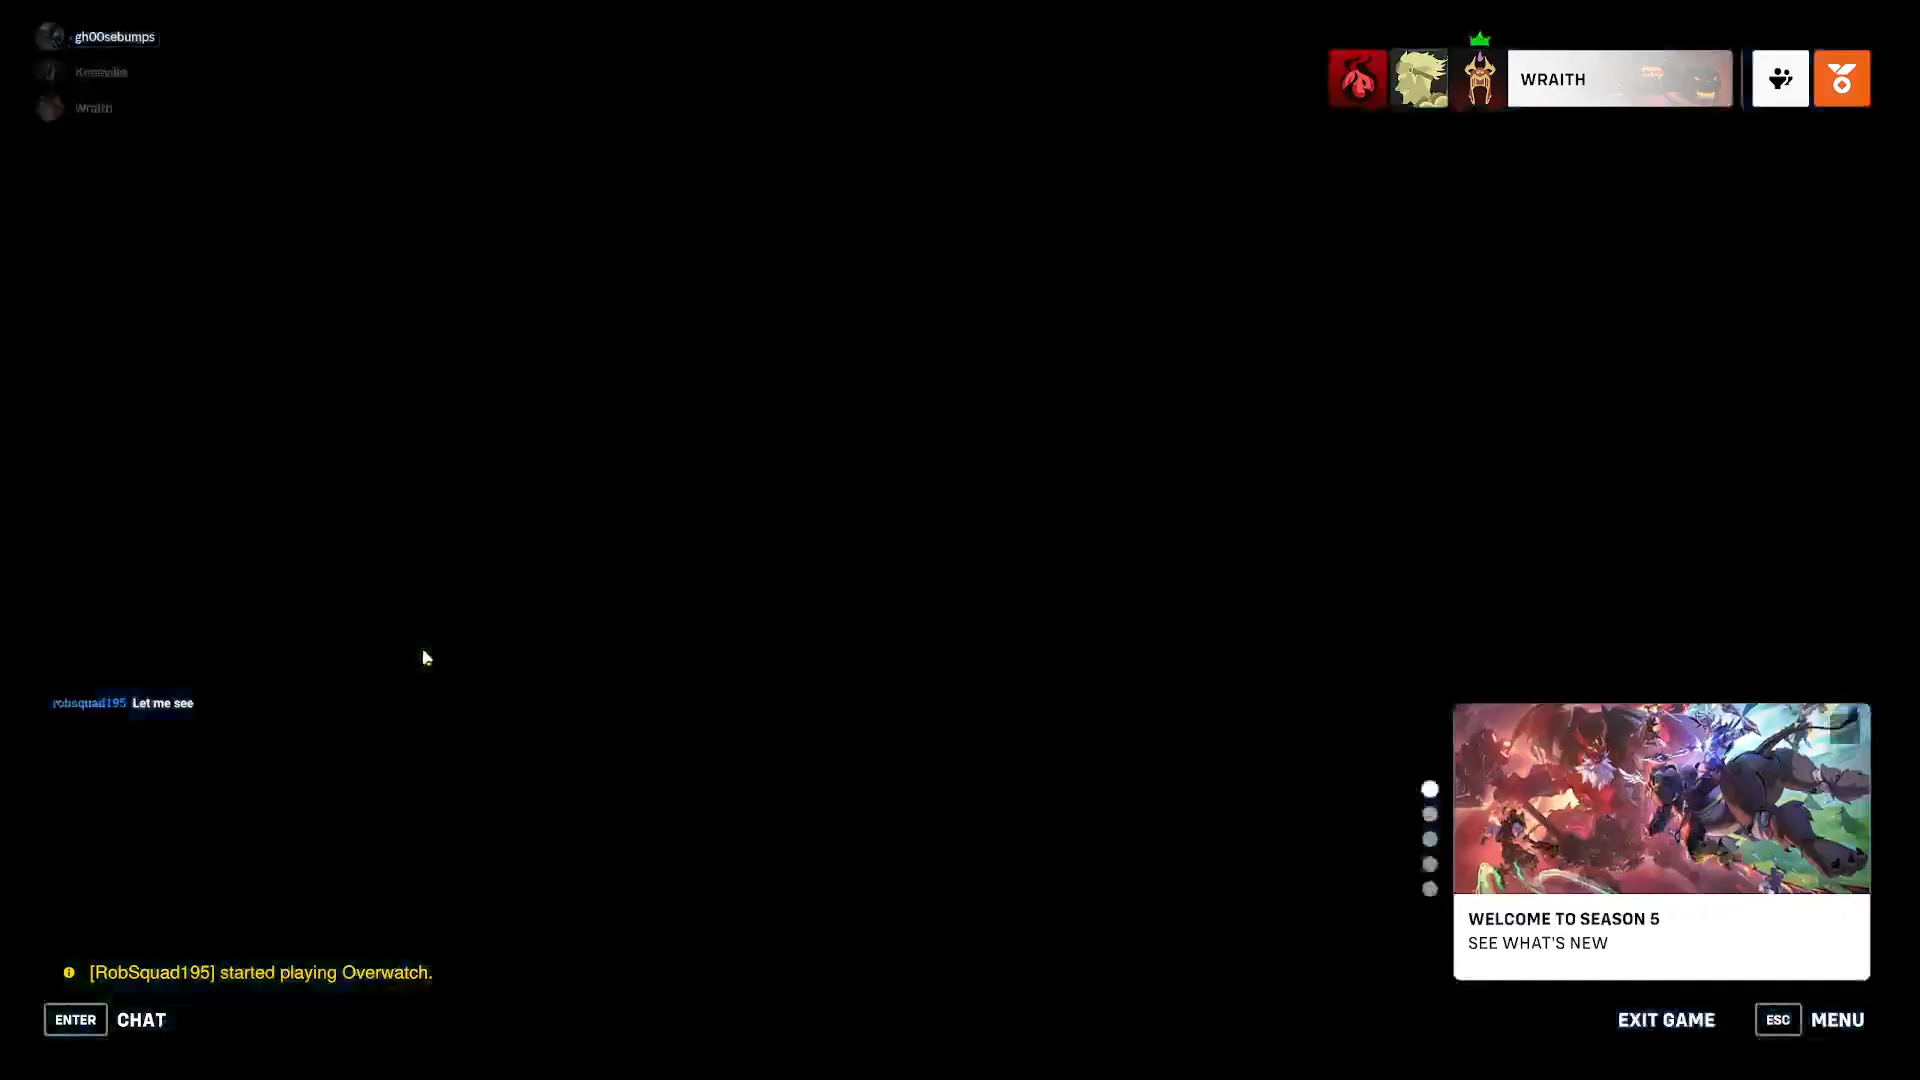 gh00sebumps
Wraith
WRAITH
robsquad195 Let me see
WELCOME TO SEASON 5
SEE WHAT'S NEW
[RobSquad195] started playing Overwatch.
ENTER CHAT
EXIT GAME
ESC MENU